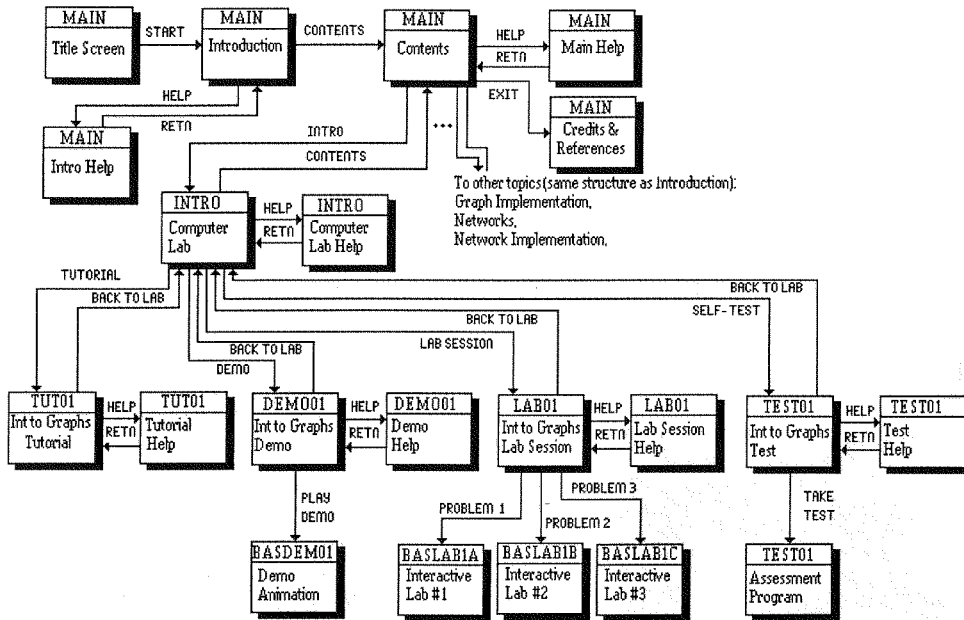 MAIN
Title Screen
START
MAIN
Introduction
CONTENTS
MAIN
Contents
HELP
RETN
MAIN
Main Help
EXIT
MAIN
Credits &
References
HELP
RETN
MAIN
Intro Help
INTRO
CONTENTS
...
To other topics (same structure as Introduction):
Graph Implementation,
Networks,
Network Implementation,
INTRO
Computer
Lab
HELP
RETN
INTRO
Computer
Lab Help
TUTORIAL
BACK TO LAB
BACK TO LAB
DEMO
BACK TO LAB
LAB SESSION
BACK TO LAB
SELF-TEST
TUT01
Int to Graphs
Tutorial
HELP
RETN
TUT01
Tutorial
Help
DEMO01
Int to Graphs
Demo
HELP
RETN
DEMO01
Demo
Help
LAB01
Int to Graphs
Lab Session
HELP
RETN
LAB01
Lab Session
Help
TEST01
Int to Graphs
Test
HELP
RETN
TEST01
Test
Help
PLAY
DEMO
PROBLEM 1
PROBLEM 2
PROBLEM 3
TAKE
TEST
BASDEM01
Demo
Animation
BASLAB1A
Interactive
Lab #1
BASLAB1B
Interactive
Lab #2
BASLAB1C
Interactive
Lab #3
TEST01
Assessment
Program